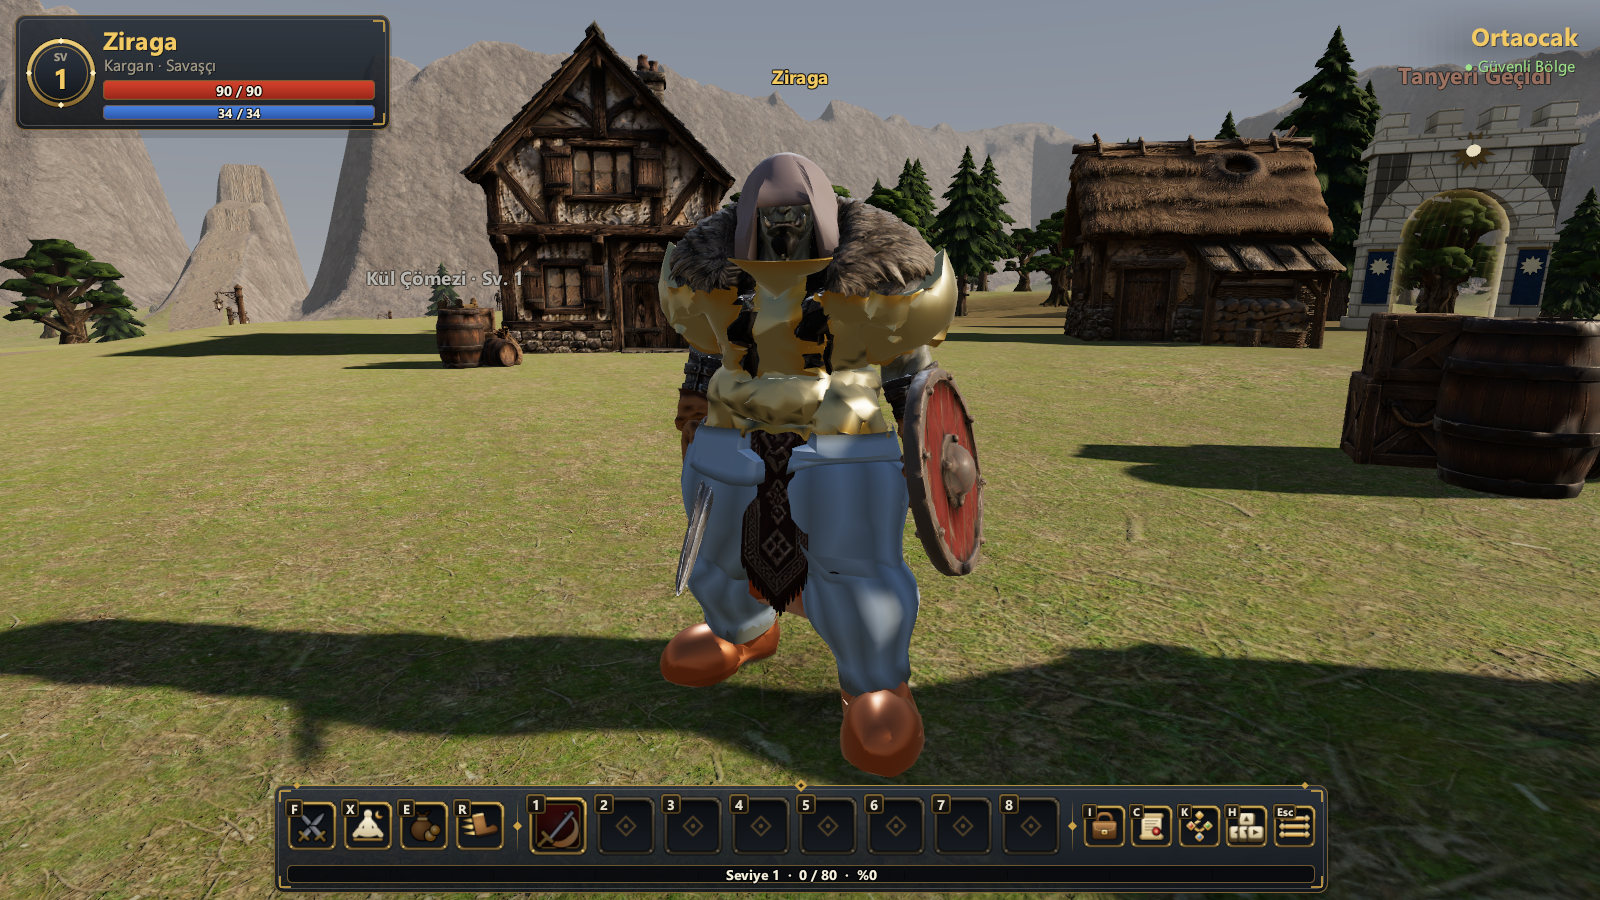 Ziraga
SV
1
Kargan · Savaşçı
90 / 90
34 / 34
Ziraga
Ortaocak
• Güvenli Bölge
Tanyeri Geçidi
Kül Çömezi · Sv. 1
F
X
E
R
1
2
3
4
5
6
7
8
I
C
K
H
Esc
Seviye 1 · 0 / 80 · %0